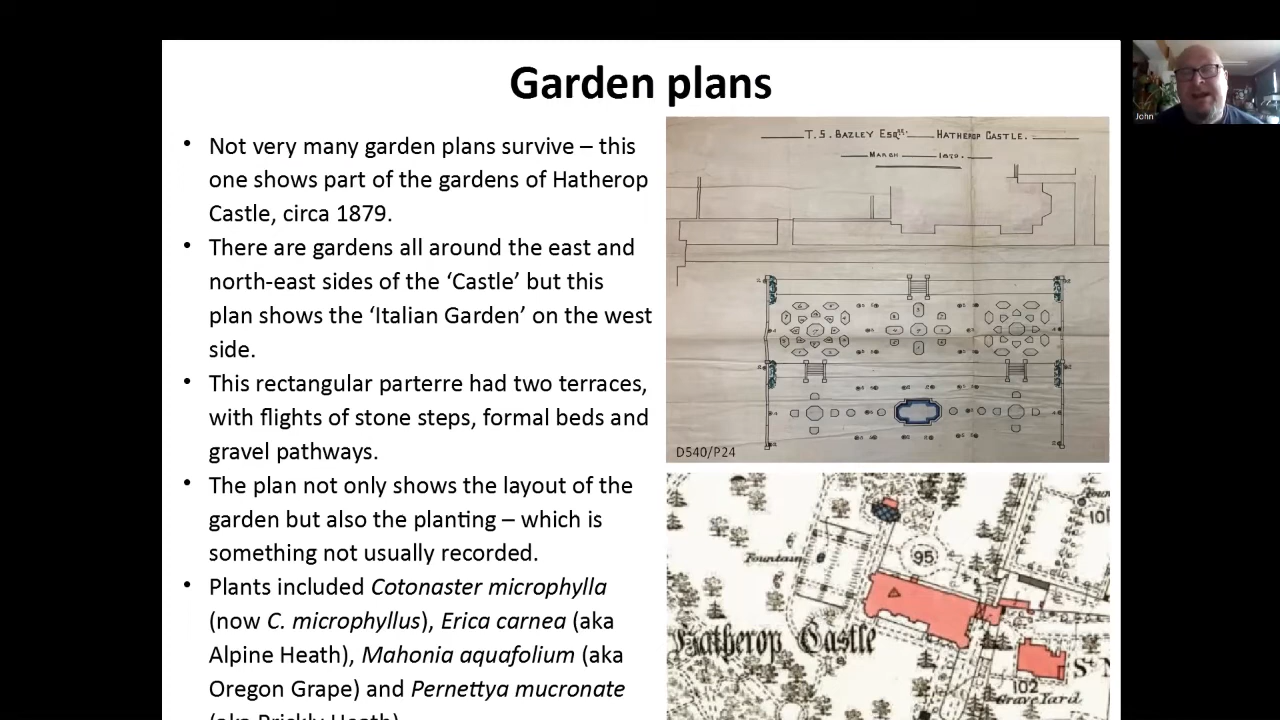 Garden plans
• Not very many garden plans survive – this
one shows part of the gardens of Hatherop
Castle, circa 1879.
• There are gardens all around the east and
north-east sides of the ‘Castle’ but this
plan shows the ‘Italian Garden’ on the west
side.
• This rectangular parterre had two terraces,
with flights of stone steps, formal beds and
gravel pathways.
• The plan not only shows the layout of the
garden but also the planting – which is
something not usually recorded.
• Plants included Cotonaster microphylla
(now C. microphyllus), Erica carnea (aka
Alpine Heath), Mahonia aquafolium (aka
Oregon Grape) and Pernettya mucronate
(aka Prickly Heath)
T. S. BAZLEY ESQRE. HATHEROP CASTLE.
MARCH 1879.
D540/P24
Fountain
95
Hatherop Castle
101
102
Grave Yard
John